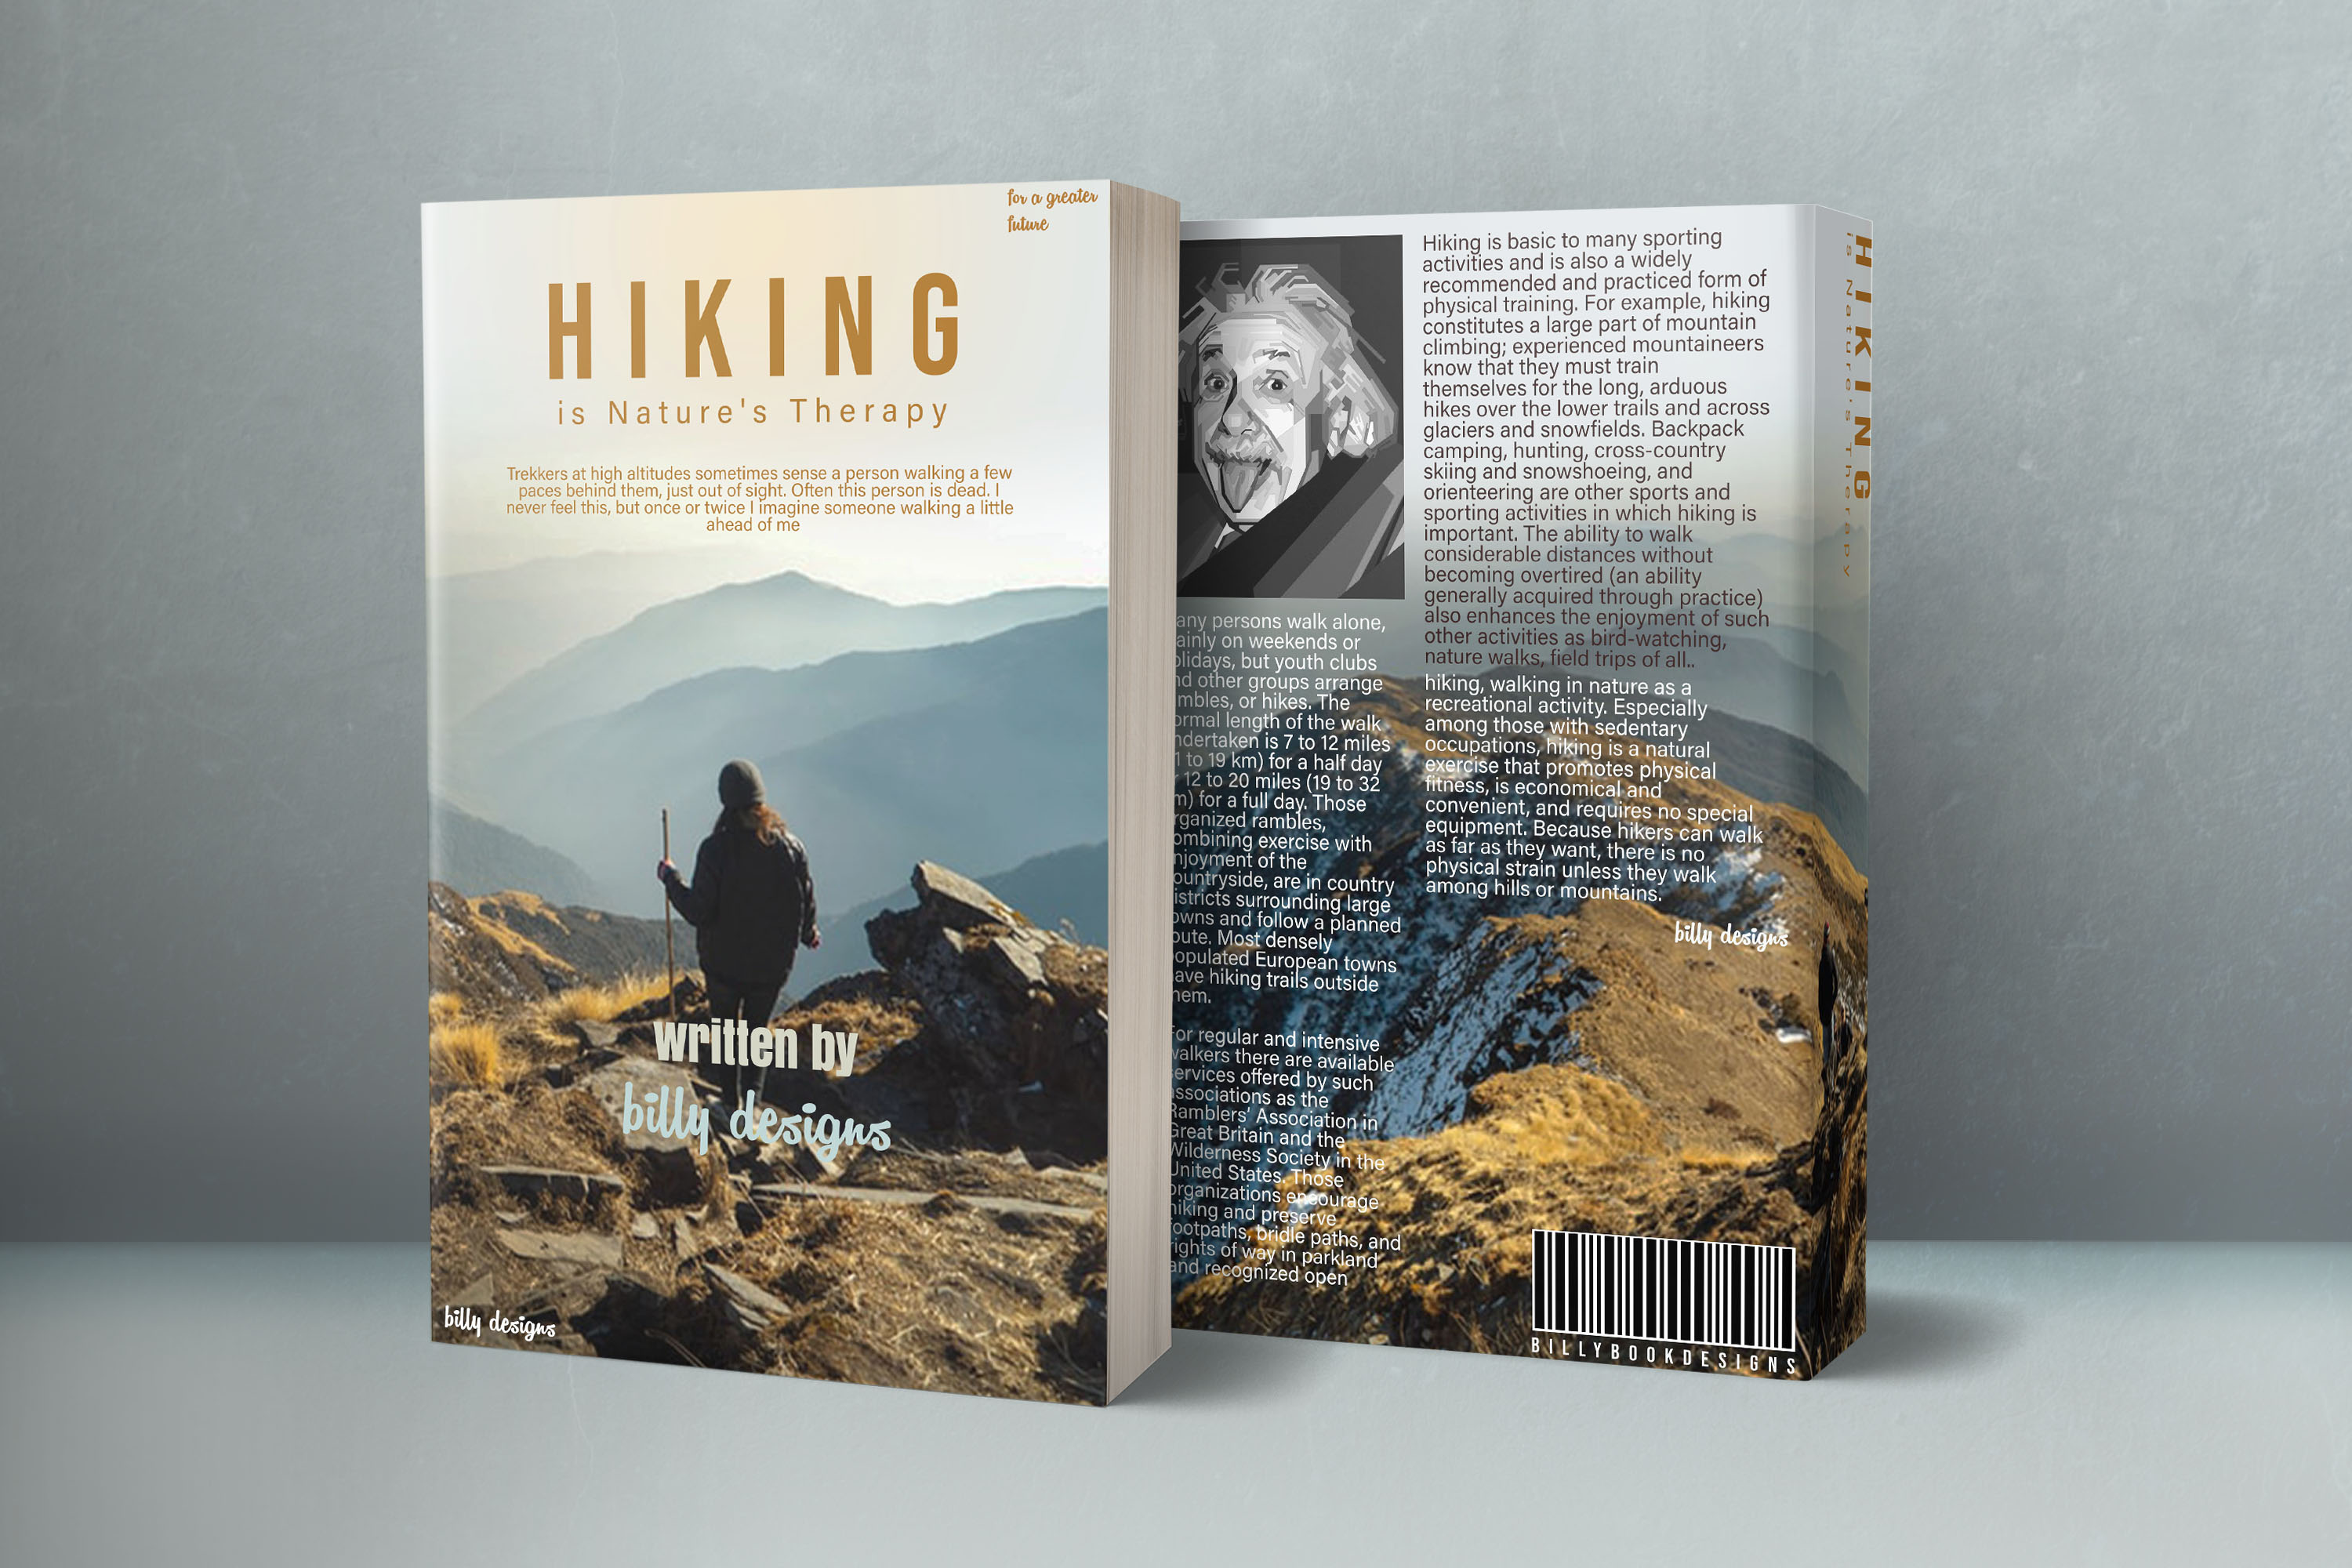 for a greater
future
HIKING
is Nature's Therapy
Trekkers at high altitudes sometimes sense a person walking a few
paces behind them, just out of sight. Often this person is dead. I
never feel this, but once or twice I imagine someone walking a little
ahead of me
written by
billy designs
billy designs
any persons walk alone,
ainly on weekends or
olidays, but youth clubs
nd other groups arrange
mbles, or hikes. The
ormal length of the walk
ndertaken is 7 to 12 miles
1 to 19 km) for a half day
12 to 20 miles (19 to 32
m) for a full day. Those
rganized rambles,
ombining exercise with
njoyment of the
ountryside, are in country
istricts surrounding large
owns and follow a planned
oute. Most densely
opulated European towns
ave hiking trails outside
hem.
For regular and intensive
walkers there are available
services offered by such
associations as the
Ramblers' Association in
Great Britain and the
Wilderness Society in the
United States. Those
organizations encourage
hiking and preserve
footpaths, bridle paths, and
rights of way in parkland
and recognized open
Hiking is basic to many sporting
activities and is also a widely
recommended and practiced form of
physical training. For example, hiking
constitutes a large part of mountain
climbing; experienced mountaineers
know that they must train
themselves for the long, arduous
hikes over the lower trails and across
glaciers and snowfields. Backpack
camping, hunting, cross-country
skiing and snowshoeing, and
orienteering are other sports and
sporting activities in which hiking is
important. The ability to walk
considerable distances without
becoming overtired (an ability
generally acquired through practice)
also enhances the enjoyment of such
other activities as bird-watching,
nature walks, field trips of all..
hiking, walking in nature as a
recreational activity. Especially
among those with sedentary
occupations, hiking is a natural
exercise that promotes physical
fitness, is economical and
convenient, and requires no special
equipment. Because hikers can walk
as far as they want, there is no
physical strain unless they walk
among hills or mountains.
billy designs
BILLYBOOKDESIGNS
HIKING
is Nature's Therapy